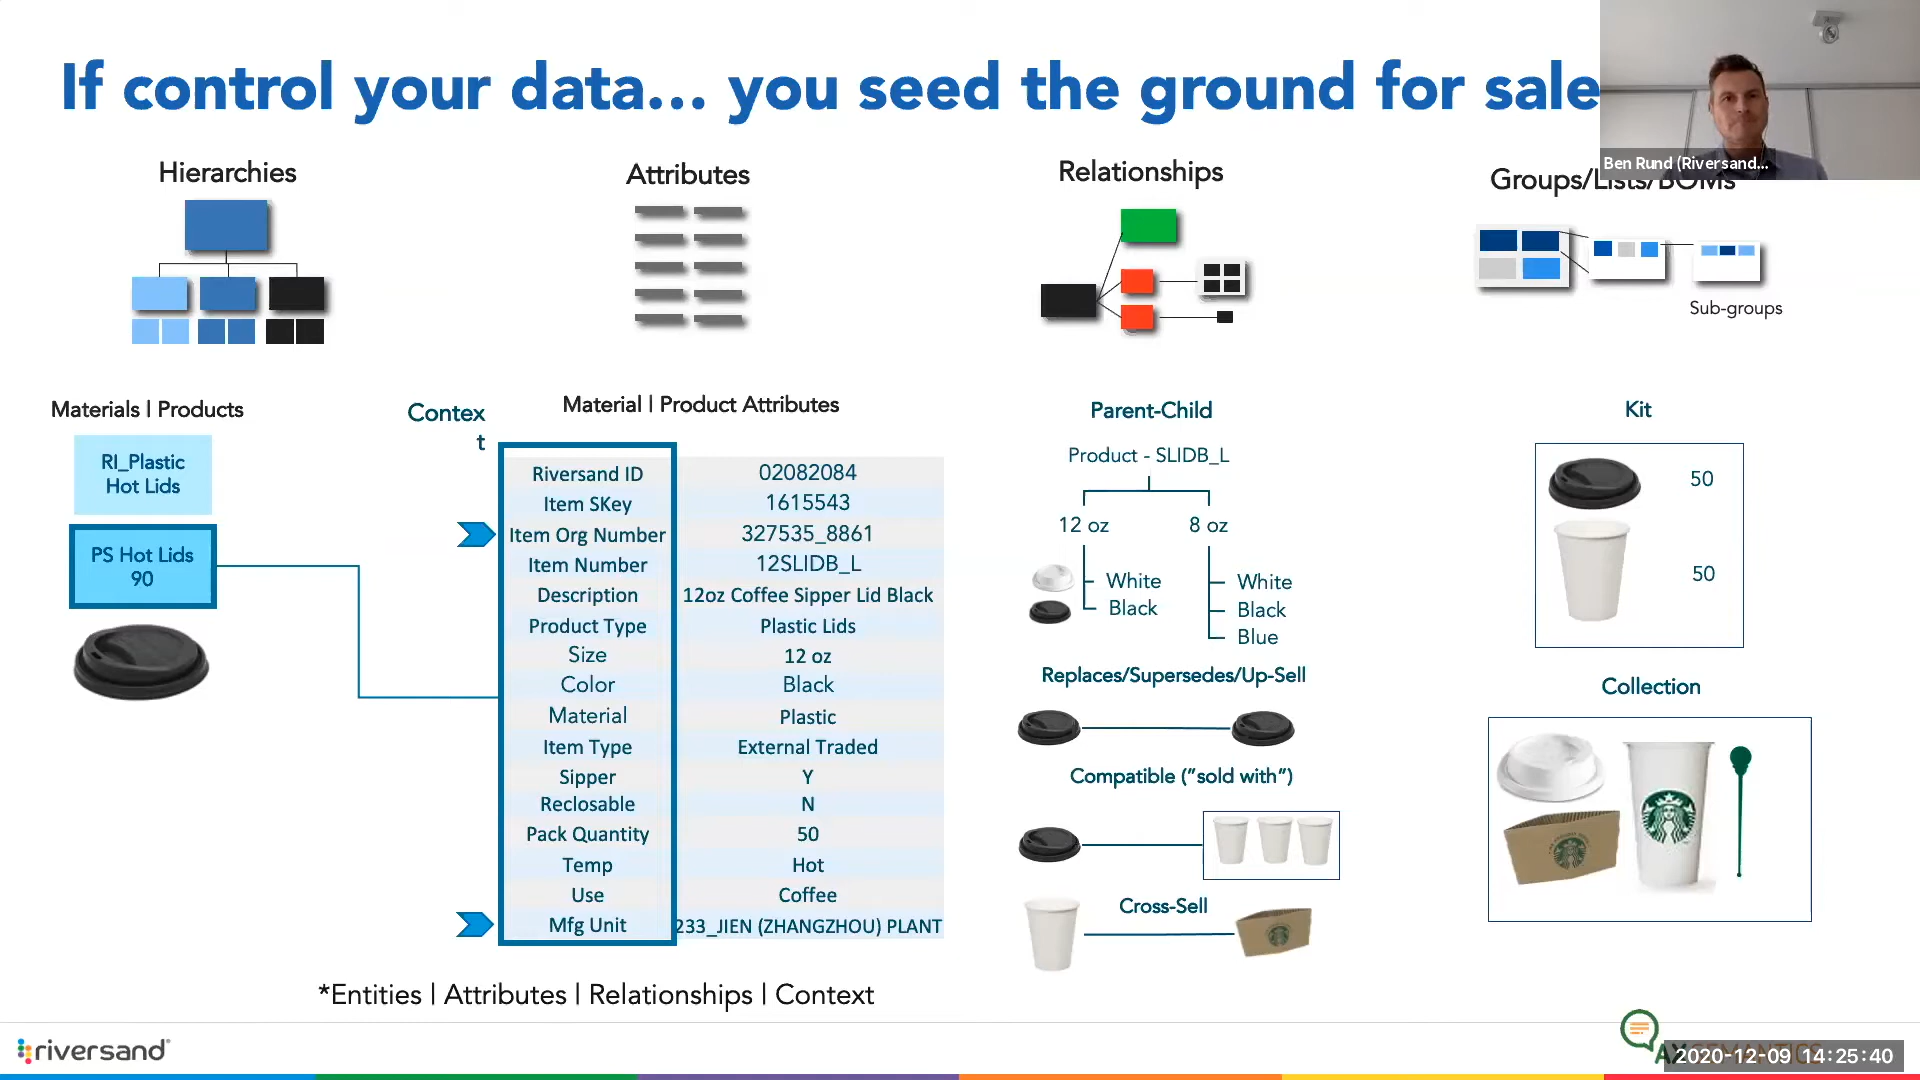 If control your data... you seed the ground for sale
Ben Rund (Riversand...
Hierarchies
Attributes
Relationships
Groups/Lists/BOMs
Sub-groups
Materials | Products
RI_Plastic
Hot Lids
PS Hot Lids
90
Contex
t
Material | Product Attributes
Riversand ID 02082084
Item SKey 1615543
Item Org Number 327535_8861
Item Number 12SLIDB_L
Description 12oz Coffee Sipper Lid Black
Product Type Plastic Lids
Size 12 oz
Color Black
Material Plastic
Item Type External Traded
Sipper Y
Reclosable N
Pack Quantity 50
Temp Hot
Use Coffee
Mfg Unit 233_JIEN (ZHANGZHOU) PLANT
Parent-Child
Product - SLIDB_L
12 oz 8 oz
White
Black
White
Black
Blue
Replaces/Supersedes/Up-Sell
Compatible ("sold with")
Cross-Sell
Kit
50
50
Collection
*Entities | Attributes | Relationships | Context
riversand
2020-12-09 14:25:40